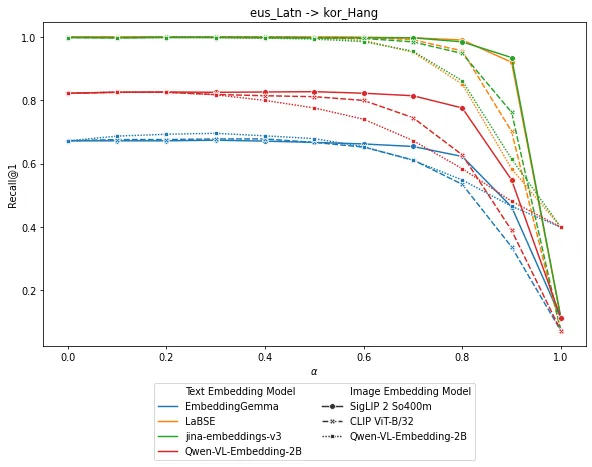 eus_Latn -> kor_Hang
Recall@1
1.0
0.8
0.6
0.4
0.2
0.0 0.2 0.4 0.6 0.8 1.0
α
Text Embedding Model Image Embedding Model
EmbeddingGemma SigLIP 2 So400m
LaBSE CLIP ViT-B/32
jina-embeddings-v3 Qwen-VL-Embedding-2B
Qwen-VL-Embedding-2B